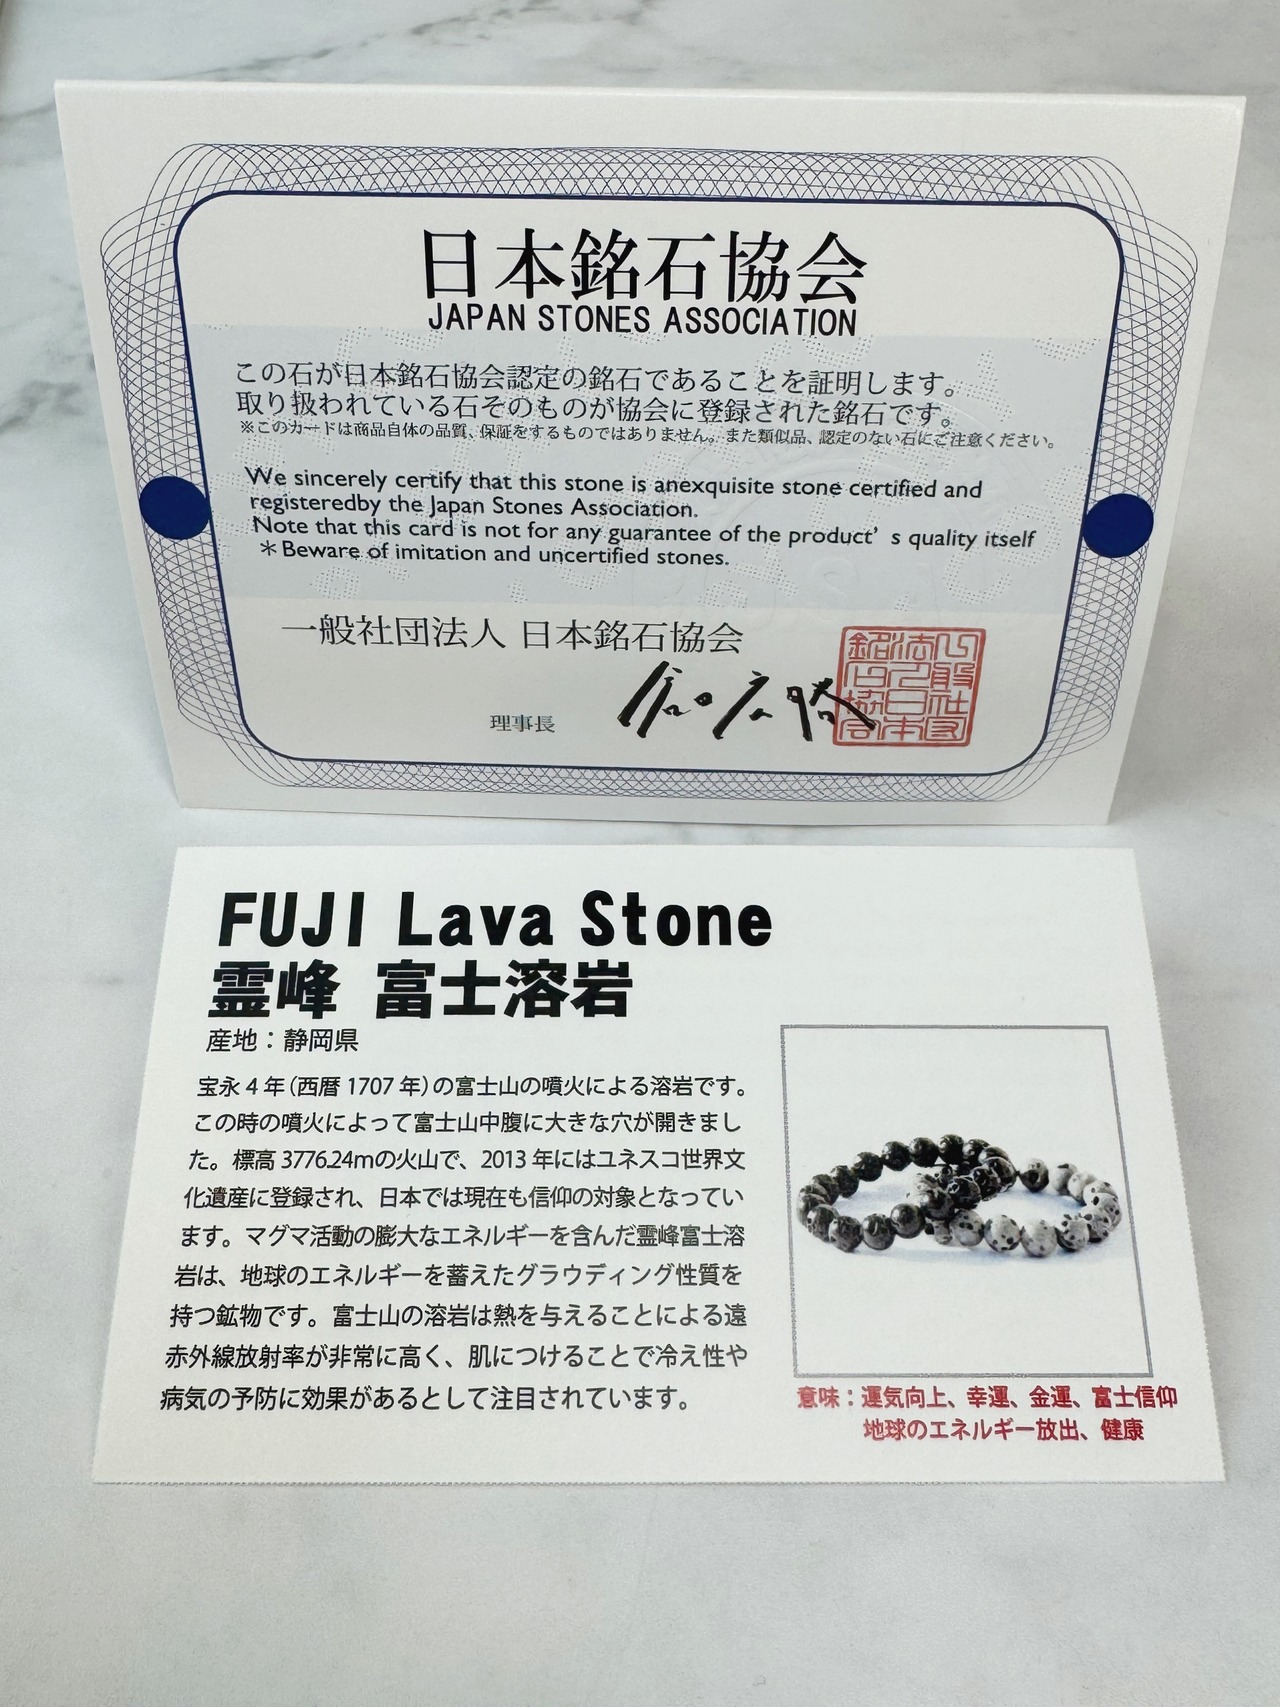 日本銘石協会
JAPAN STONES ASSOCIATION
この石が日本銘石協会認定の銘石であることを証明します。
取り扱われている石そのものが協会に登録された銘石です。
※このカードは商品自体の品質、保証をするものではありません。また類似品、認定のない石にご注意ください。
We sincerely certify that this stone is anexquisite stone certified and
registeredby the Japan Stones Association.
Note that this card is not for any guarantee of the product’ s quality itself
＊Beware of imitation and uncertified stones.
一般社団法人 日本銘石協会
理事長
FUJI Lava Stone
霊峰 富士溶岩
産地：静岡県
宝永 4 年（西暦 1707 年）の富士山の噴火による溶岩です。
この時の噴火によって富士山中腹に大きな穴が開きまし
た。標高 3776.24mの火山で、2013 年にはユネスコ世界文
化遺産に登録され、日本では現在も信仰の対象となってい
ます。マグマ活動の膨大なエネルギーを含んだ霊峰富士溶
岩は、地球のエネルギーを蓄えたグラウディング性質を
持つ鉱物です。富士山の溶岩は熱を与えることによる遠
赤外線放射率が非常に高く、肌につけることで冷え性や
病気の予防に効果があるとして注目されています。
意味：運気向上、幸運、金運、富士信仰
地球のエネルギー放出、健康